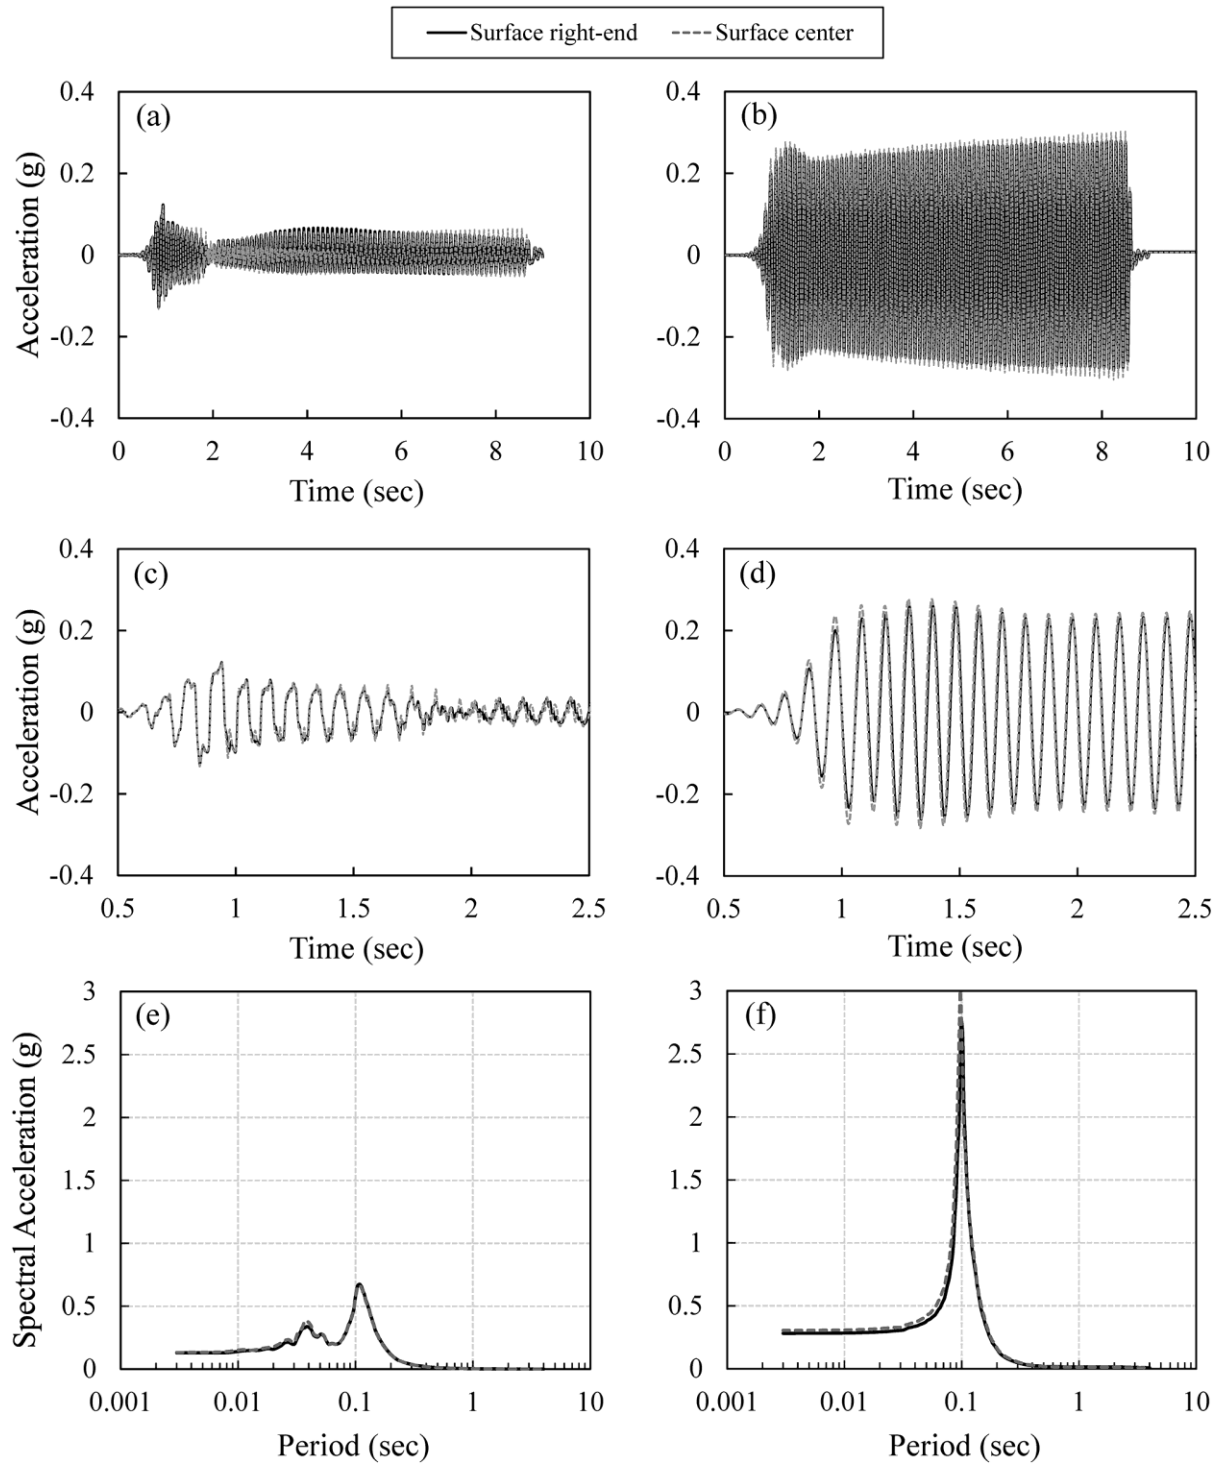 Surface right-end Surface center
(a) (b)
0.4 0.4
0.2 0.2
0 0
-0.2 -0.2
-0.4 -0.4
Acceleration (g)
0 2 4 6 8 10 0 2 4 6 8 10
Time (sec) Time (sec)
(c) (d)
0.4 0.4
0.2 0.2
0 0
-0.2 -0.2
-0.4 -0.4
Acceleration (g)
0.5 1 1.5 2 2.5 0.5 1 1.5 2 2.5
Time (sec) Time (sec)
(e) (f)
3 3
2.5 2.5
2 2
1.5 1.5
1 1
0.5 0.5
0 0
Spectral Acceleration (g)
0.001 0.01 0.1 1 10 0.001 0.01 0.1 1 10
Period (sec) Period (sec)